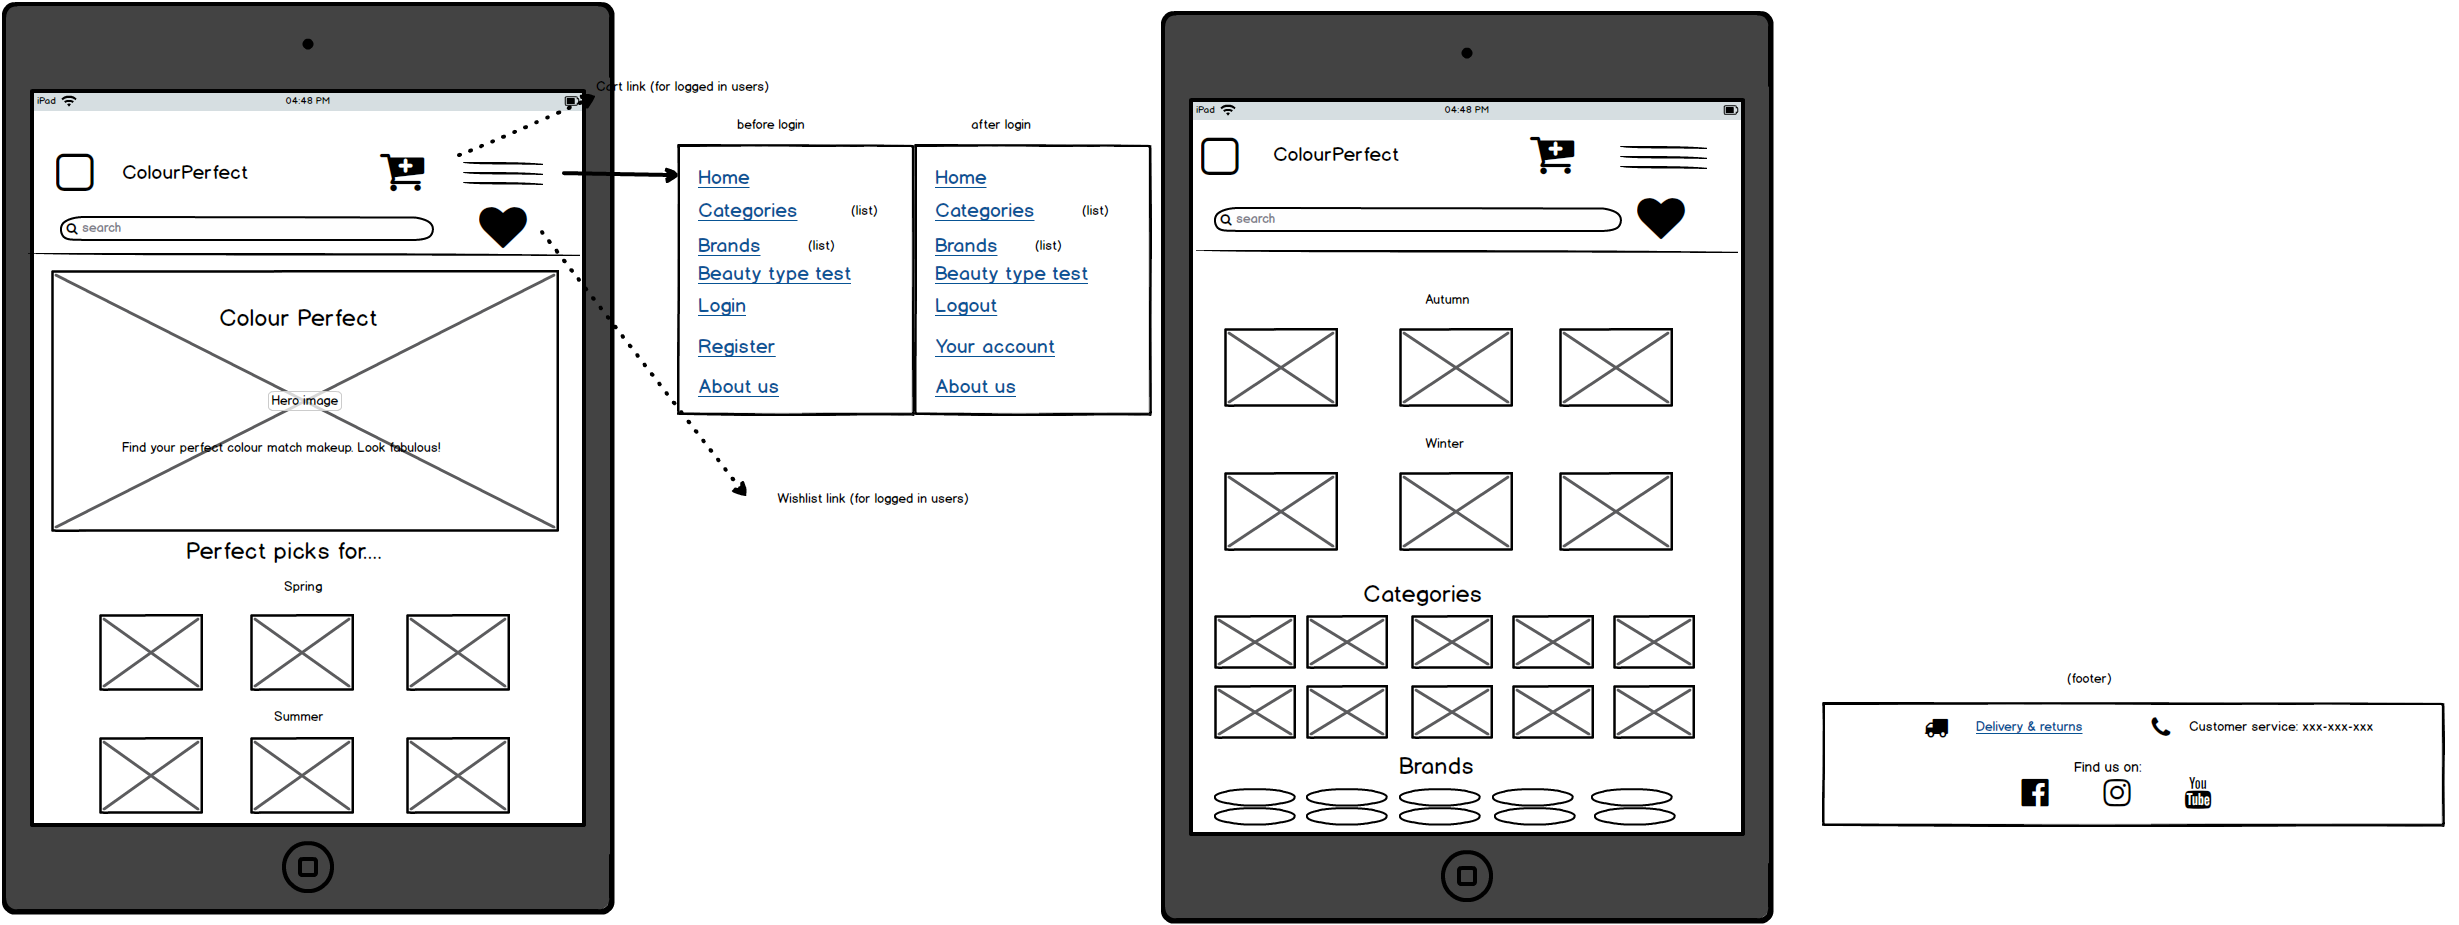 iPad
04:48 PM
ColourPerfect
search
Colour Perfect
Hero image
Find your perfect colour match makeup. Look fabulous!
Perfect picks for....
Spring
Summer
Cart link (for logged in users)
before login
Home
Categories (list)
Brands (list)
Beauty type test
Login
Register
About us
after login
Home
Categories (list)
Brands (list)
Beauty type test
Logout
Your account
About us
Wishlist link (for logged in users)
iPad
04:48 PM
ColourPerfect
search
Autumn
Winter
Categories
Brands
(footer)
Delivery & returns
Customer service: xxx-xxx-xxx
Find us on:
You
Tube